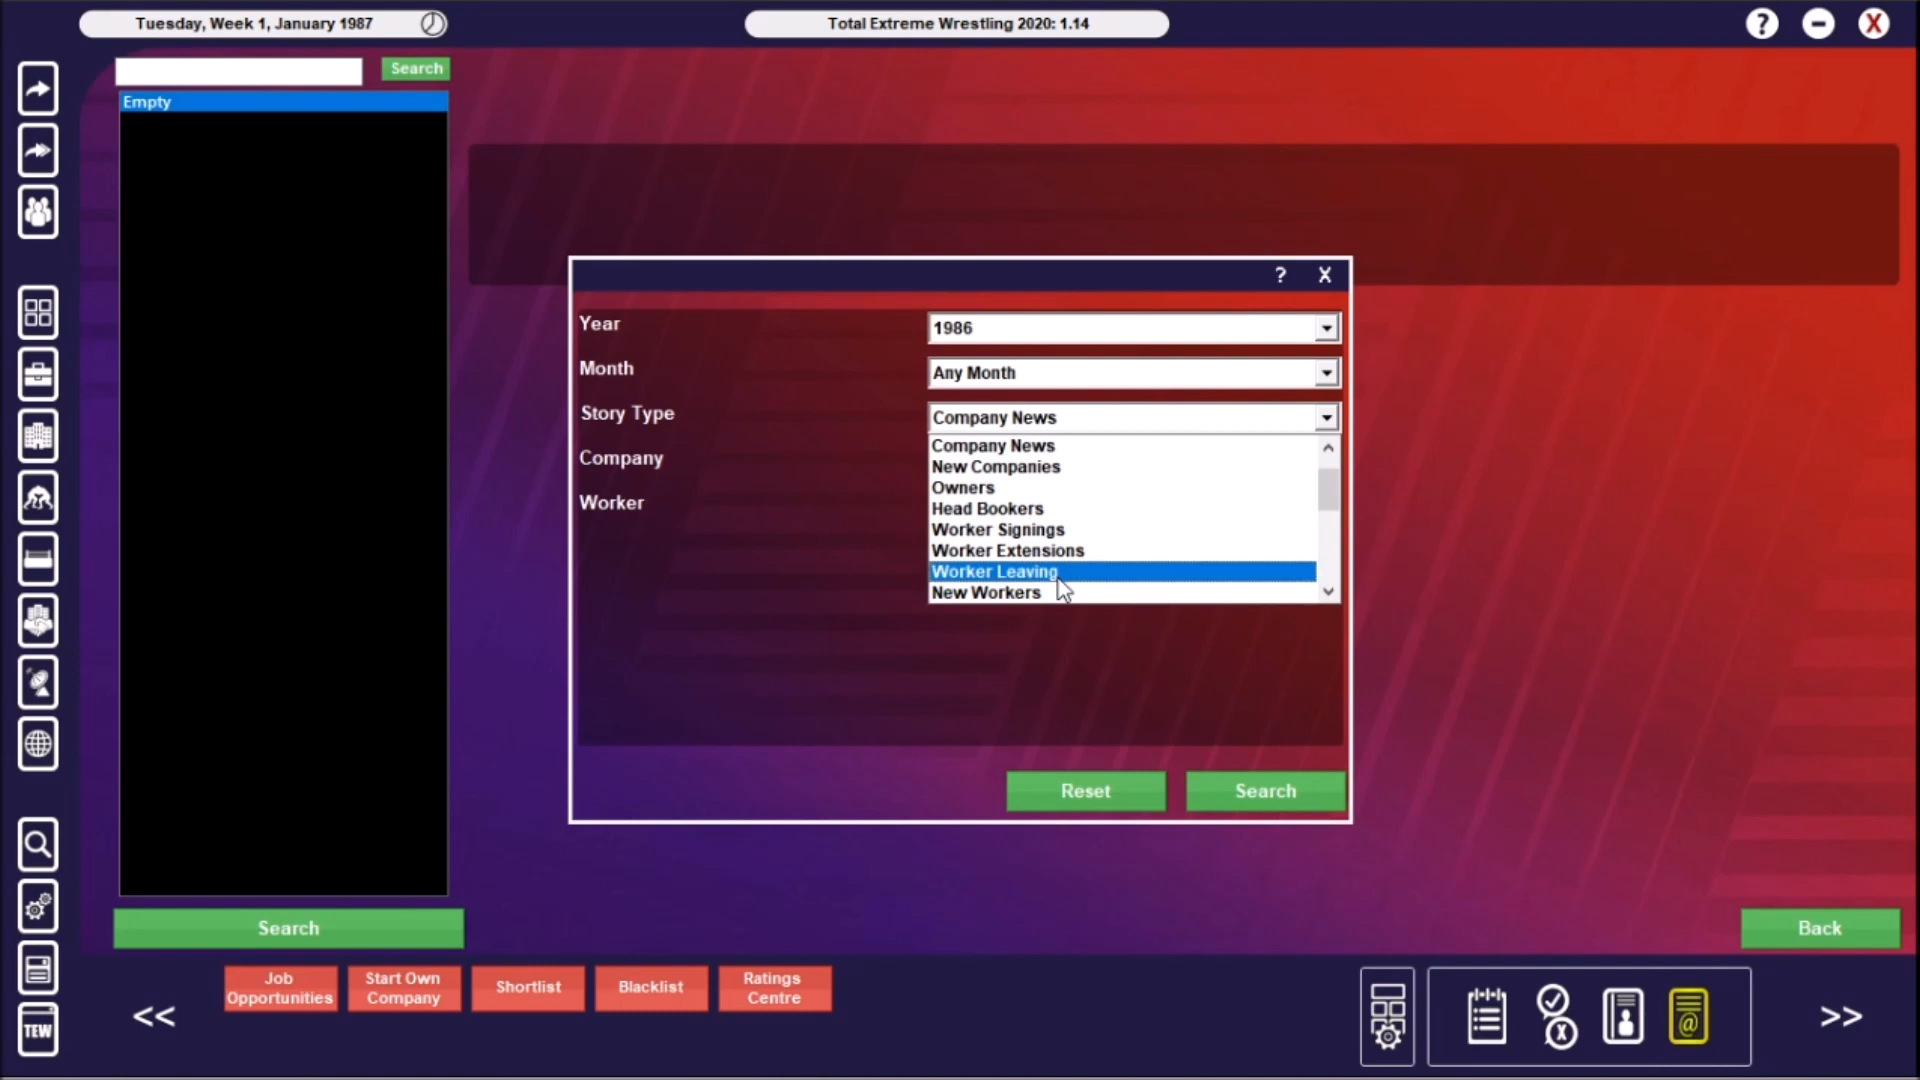 Tuesday, Week 1, January 1987
Total Extreme Wrestling 2020: 1.14
?
X
Search
Empty
? X
Year
1986
Month
Any Month
Story Type
Company News
Company
Worker
Company News
New Companies
Owners
Head Bookers
Worker Signings
Worker Extensions
Worker Leaving
New Workers
Reset
Search
Search
Back
<<
Job
Opportunities
Start Own
Company
Shortlist
Blacklist
Ratings
Centre
X
@
>>
TEW